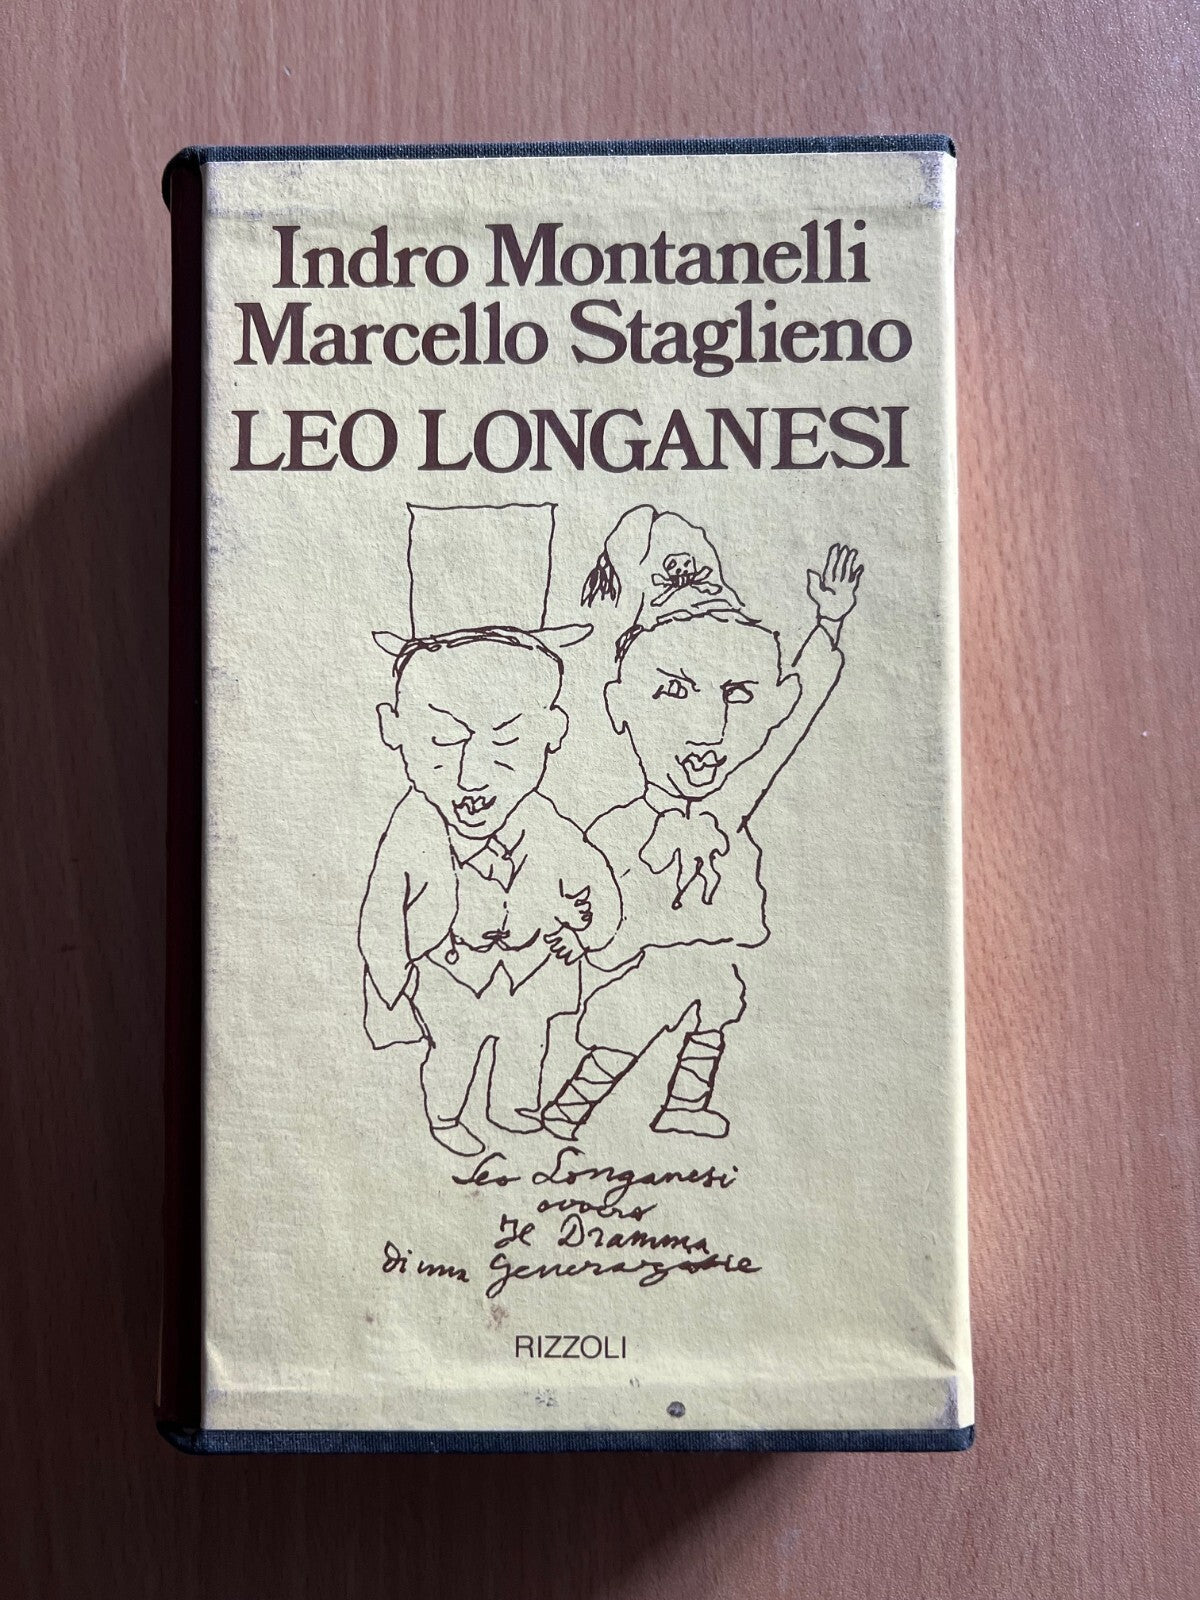 Indro Montanelli
Marcello Staglieno
LEO LONGANESI
Leo Longanesi
ovvero
Il Dramma
di una Generazione
RIZZOLI